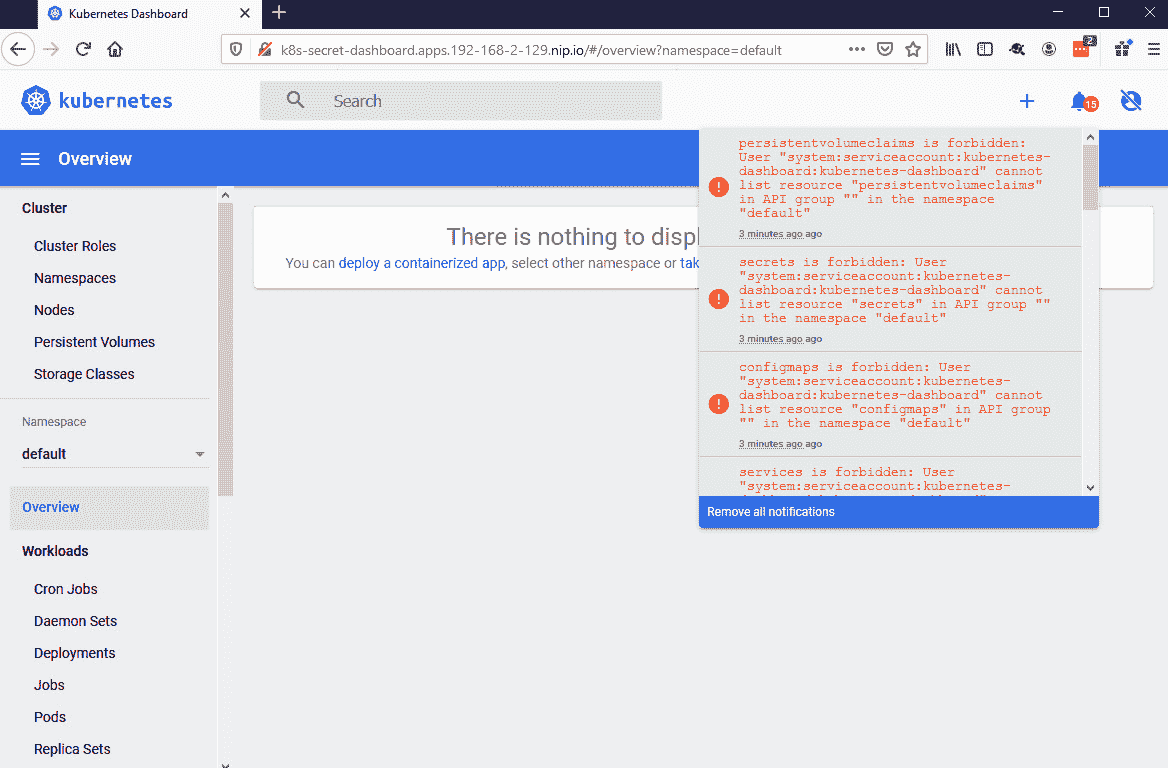 Kubernetes Dashboard
k8s-secret-dashboard.apps.192-168-2-129.nip.io/#/overview?namespace=default
2
kubernetes
Search
15
Overview
Cluster
Cluster Roles
Namespaces
Nodes
Persistent Volumes
Storage Classes
Namespace
default
Overview
Workloads
Cron Jobs
Daemon Sets
Deployments
Jobs
Pods
Replica Sets
There is nothing to displ
You can deploy a containerized app, select other namespace or tak
persistentvolumeclaims is forbidden:
User "system:serviceaccount:kubernetes-
dashboard:kubernetes-dashboard" cannot
list resource "persistentvolumeclaims"
in API group "" in the namespace
"default"
3 minutes ago ago
secrets is forbidden: User
"system:serviceaccount:kubernetes-
dashboard:kubernetes-dashboard" cannot
list resource "secrets" in API group ""
in the namespace "default"
3 minutes ago ago
configmaps is forbidden: User
"system:serviceaccount:kubernetes-
dashboard:kubernetes-dashboard" cannot
list resource "configmaps" in API group
"" in the namespace "default"
3 minutes ago ago
services is forbidden: User
"system:serviceaccount:kubernetes-
Remove all notifications